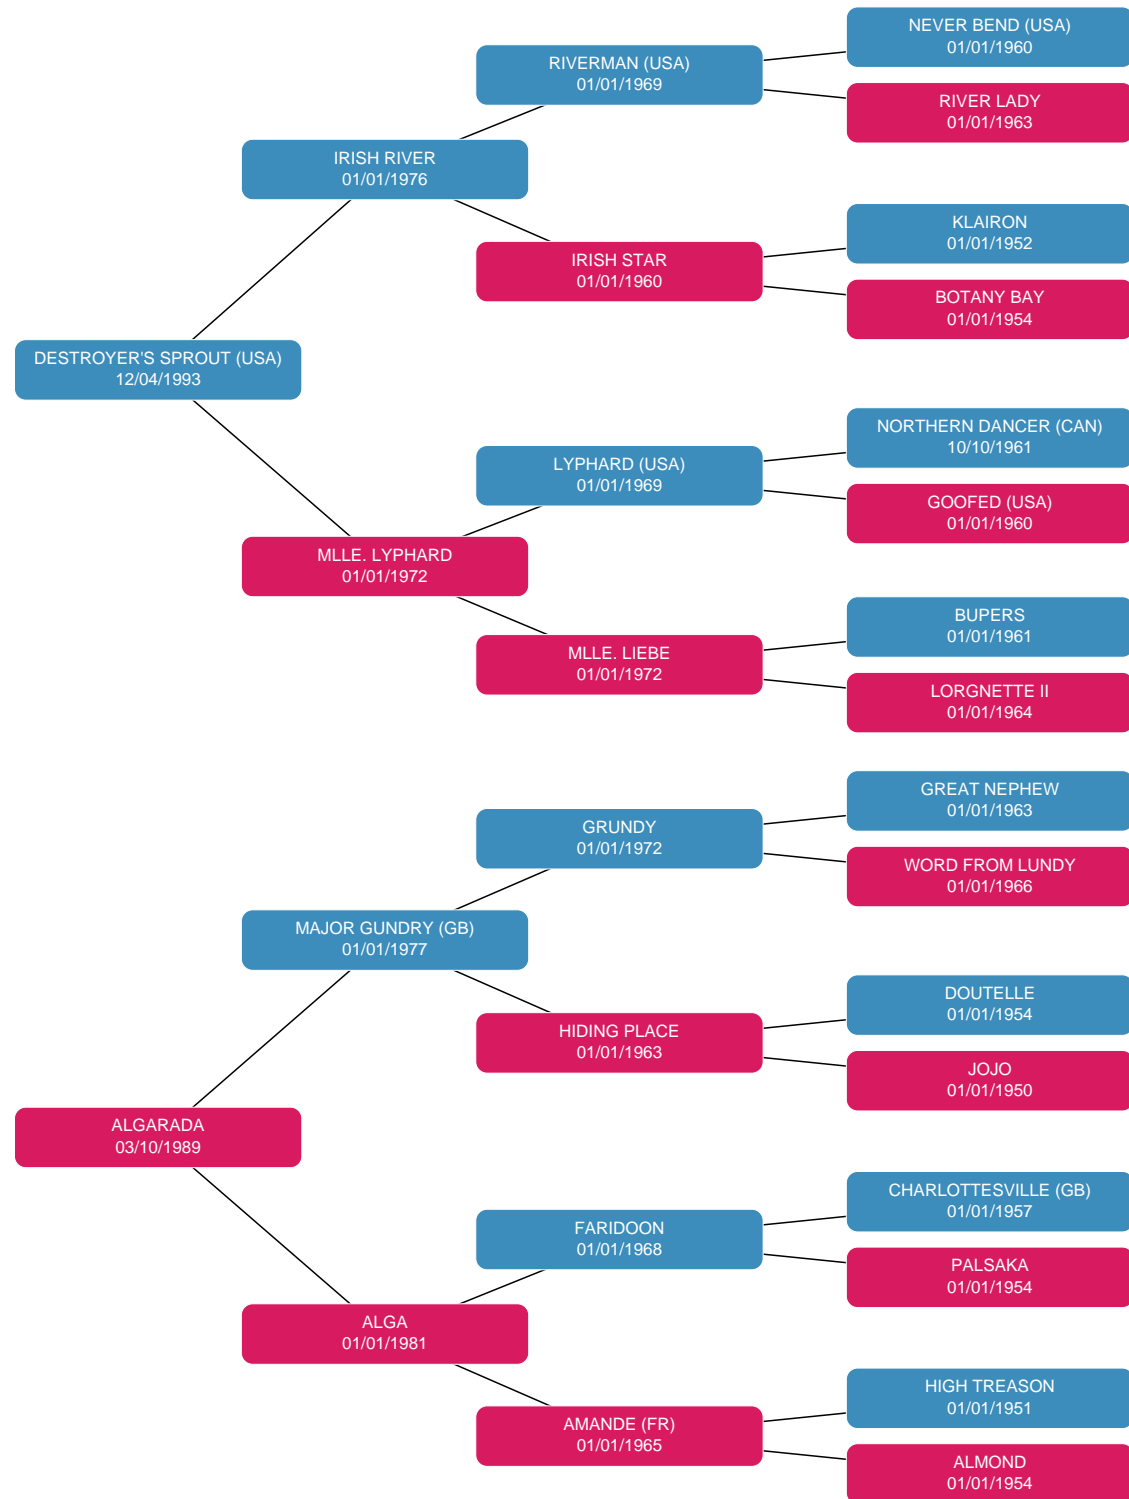 NEVER BEND (USA)
01/01/1960
RIVERMAN (USA)
01/01/1969
RIVER LADY
01/01/1963
IRISH RIVER
01/01/1976
KLAIRON
01/01/1952
IRISH STAR
01/01/1960
BOTANY BAY
01/01/1954
DESTROYER'S SPROUT (USA)
12/04/1993
NORTHERN DANCER (CAN)
10/10/1961
LYPHARD (USA)
01/01/1969
GOOFED (USA)
01/01/1960
MLLE. LYPHARD
01/01/1972
BUPERS
01/01/1961
MLLE. LIEBE
01/01/1972
LORGNETTE II
01/01/1964
GREAT NEPHEW
01/01/1963
GRUNDY
01/01/1972
WORD FROM LUNDY
01/01/1966
MAJOR GUNDRY (GB)
01/01/1977
DOUTELLE
01/01/1954
HIDING PLACE
01/01/1963
JOJO
01/01/1950
ALGARADA
03/10/1989
CHARLOTTESVILLE (GB)
01/01/1957
FARIDOON
01/01/1968
PALSAKA
01/01/1954
ALGA
01/01/1981
HIGH TREASON
01/01/1951
AMANDE (FR)
01/01/1965
ALMOND
01/01/1954